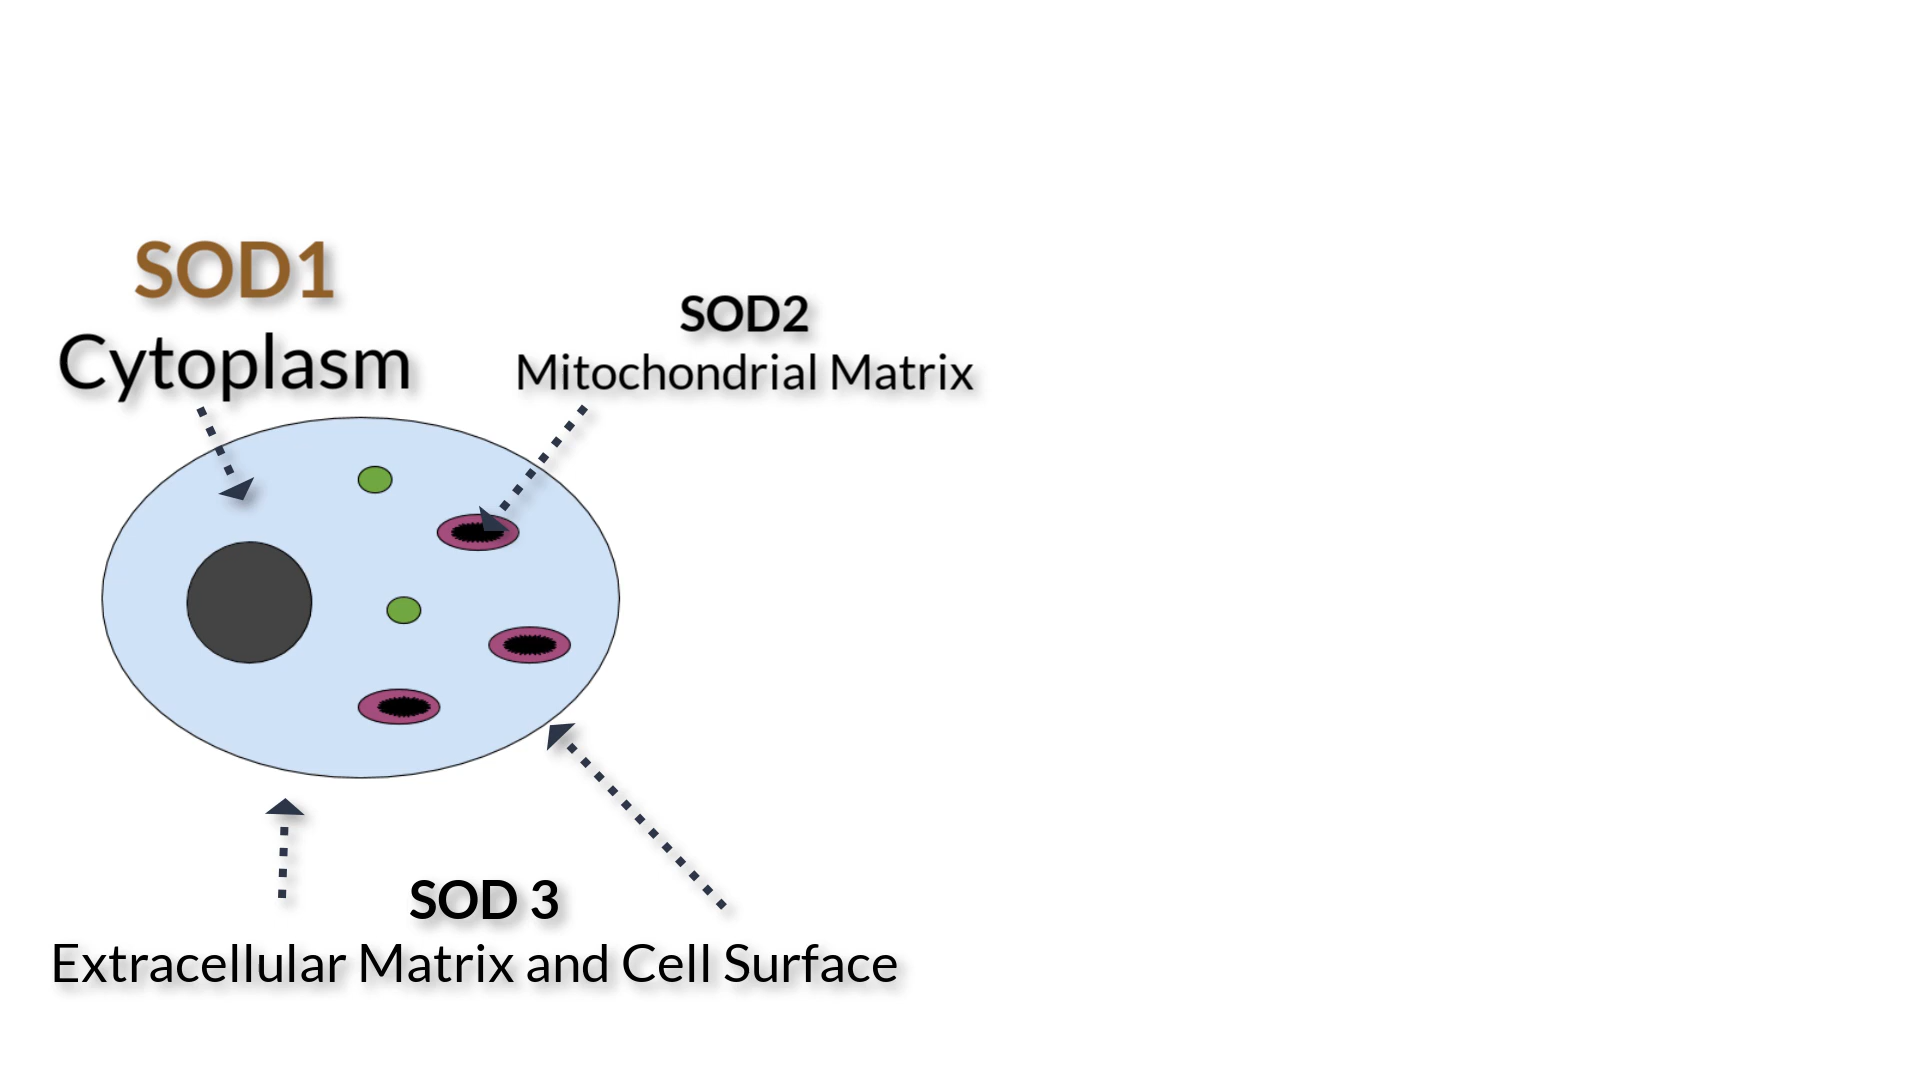 SOD1
Cytoplasm
SOD2
Mitochondrial Matrix
SOD 3
Extracellular Matrix and Cell Surface